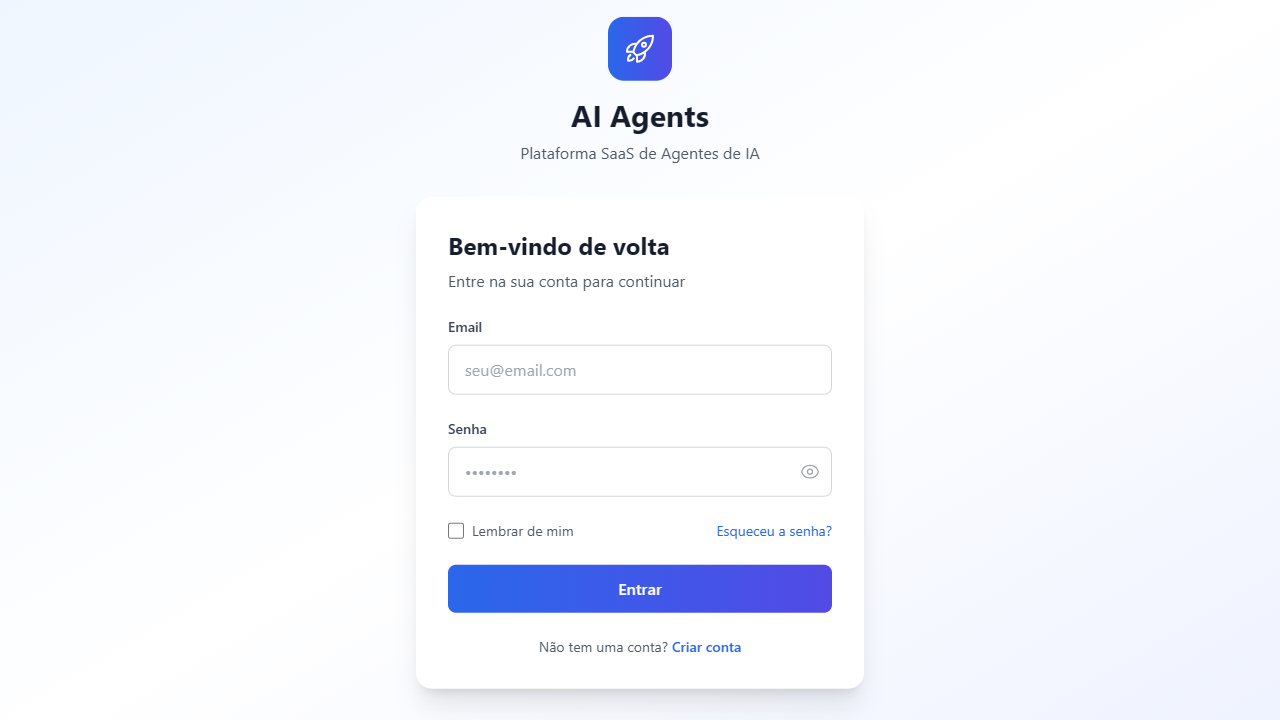 AI Agents
Plataforma SaaS de Agentes de IA
Bem-vindo de volta
Entre na sua conta para continuar
Email
seu@email.com
Senha
••••••••
Lembrar de mim
Esqueceu a senha?
Entrar
Não tem uma conta? Criar conta